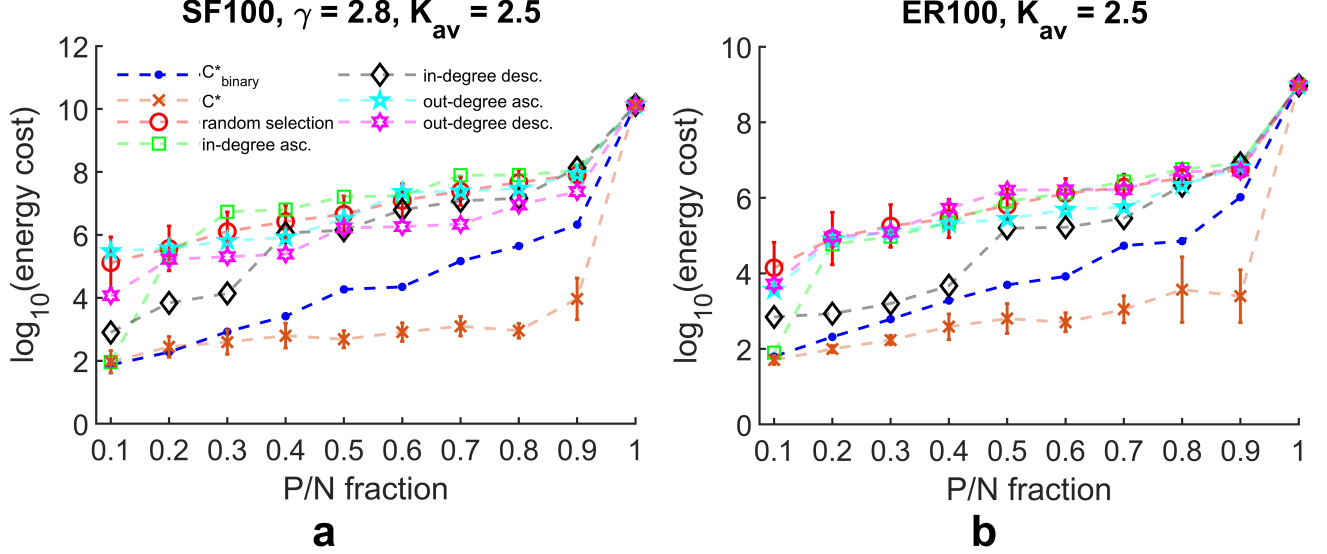 SF100, γ = 2.8, K_av = 2.5
12
10
8
6
4
2
0
log10(energy cost)
C*binary
C*
random selection
in-degree asc.
in-degree desc.
out-degree asc.
out-degree desc.
0.1 0.2 0.3 0.4 0.5 0.6 0.7 0.8 0.9 1
P/N fraction
a
ER100, K_av = 2.5
10
8
6
4
2
0
log10(energy cost)
0.1 0.2 0.3 0.4 0.5 0.6 0.7 0.8 0.9 1
P/N fraction
b